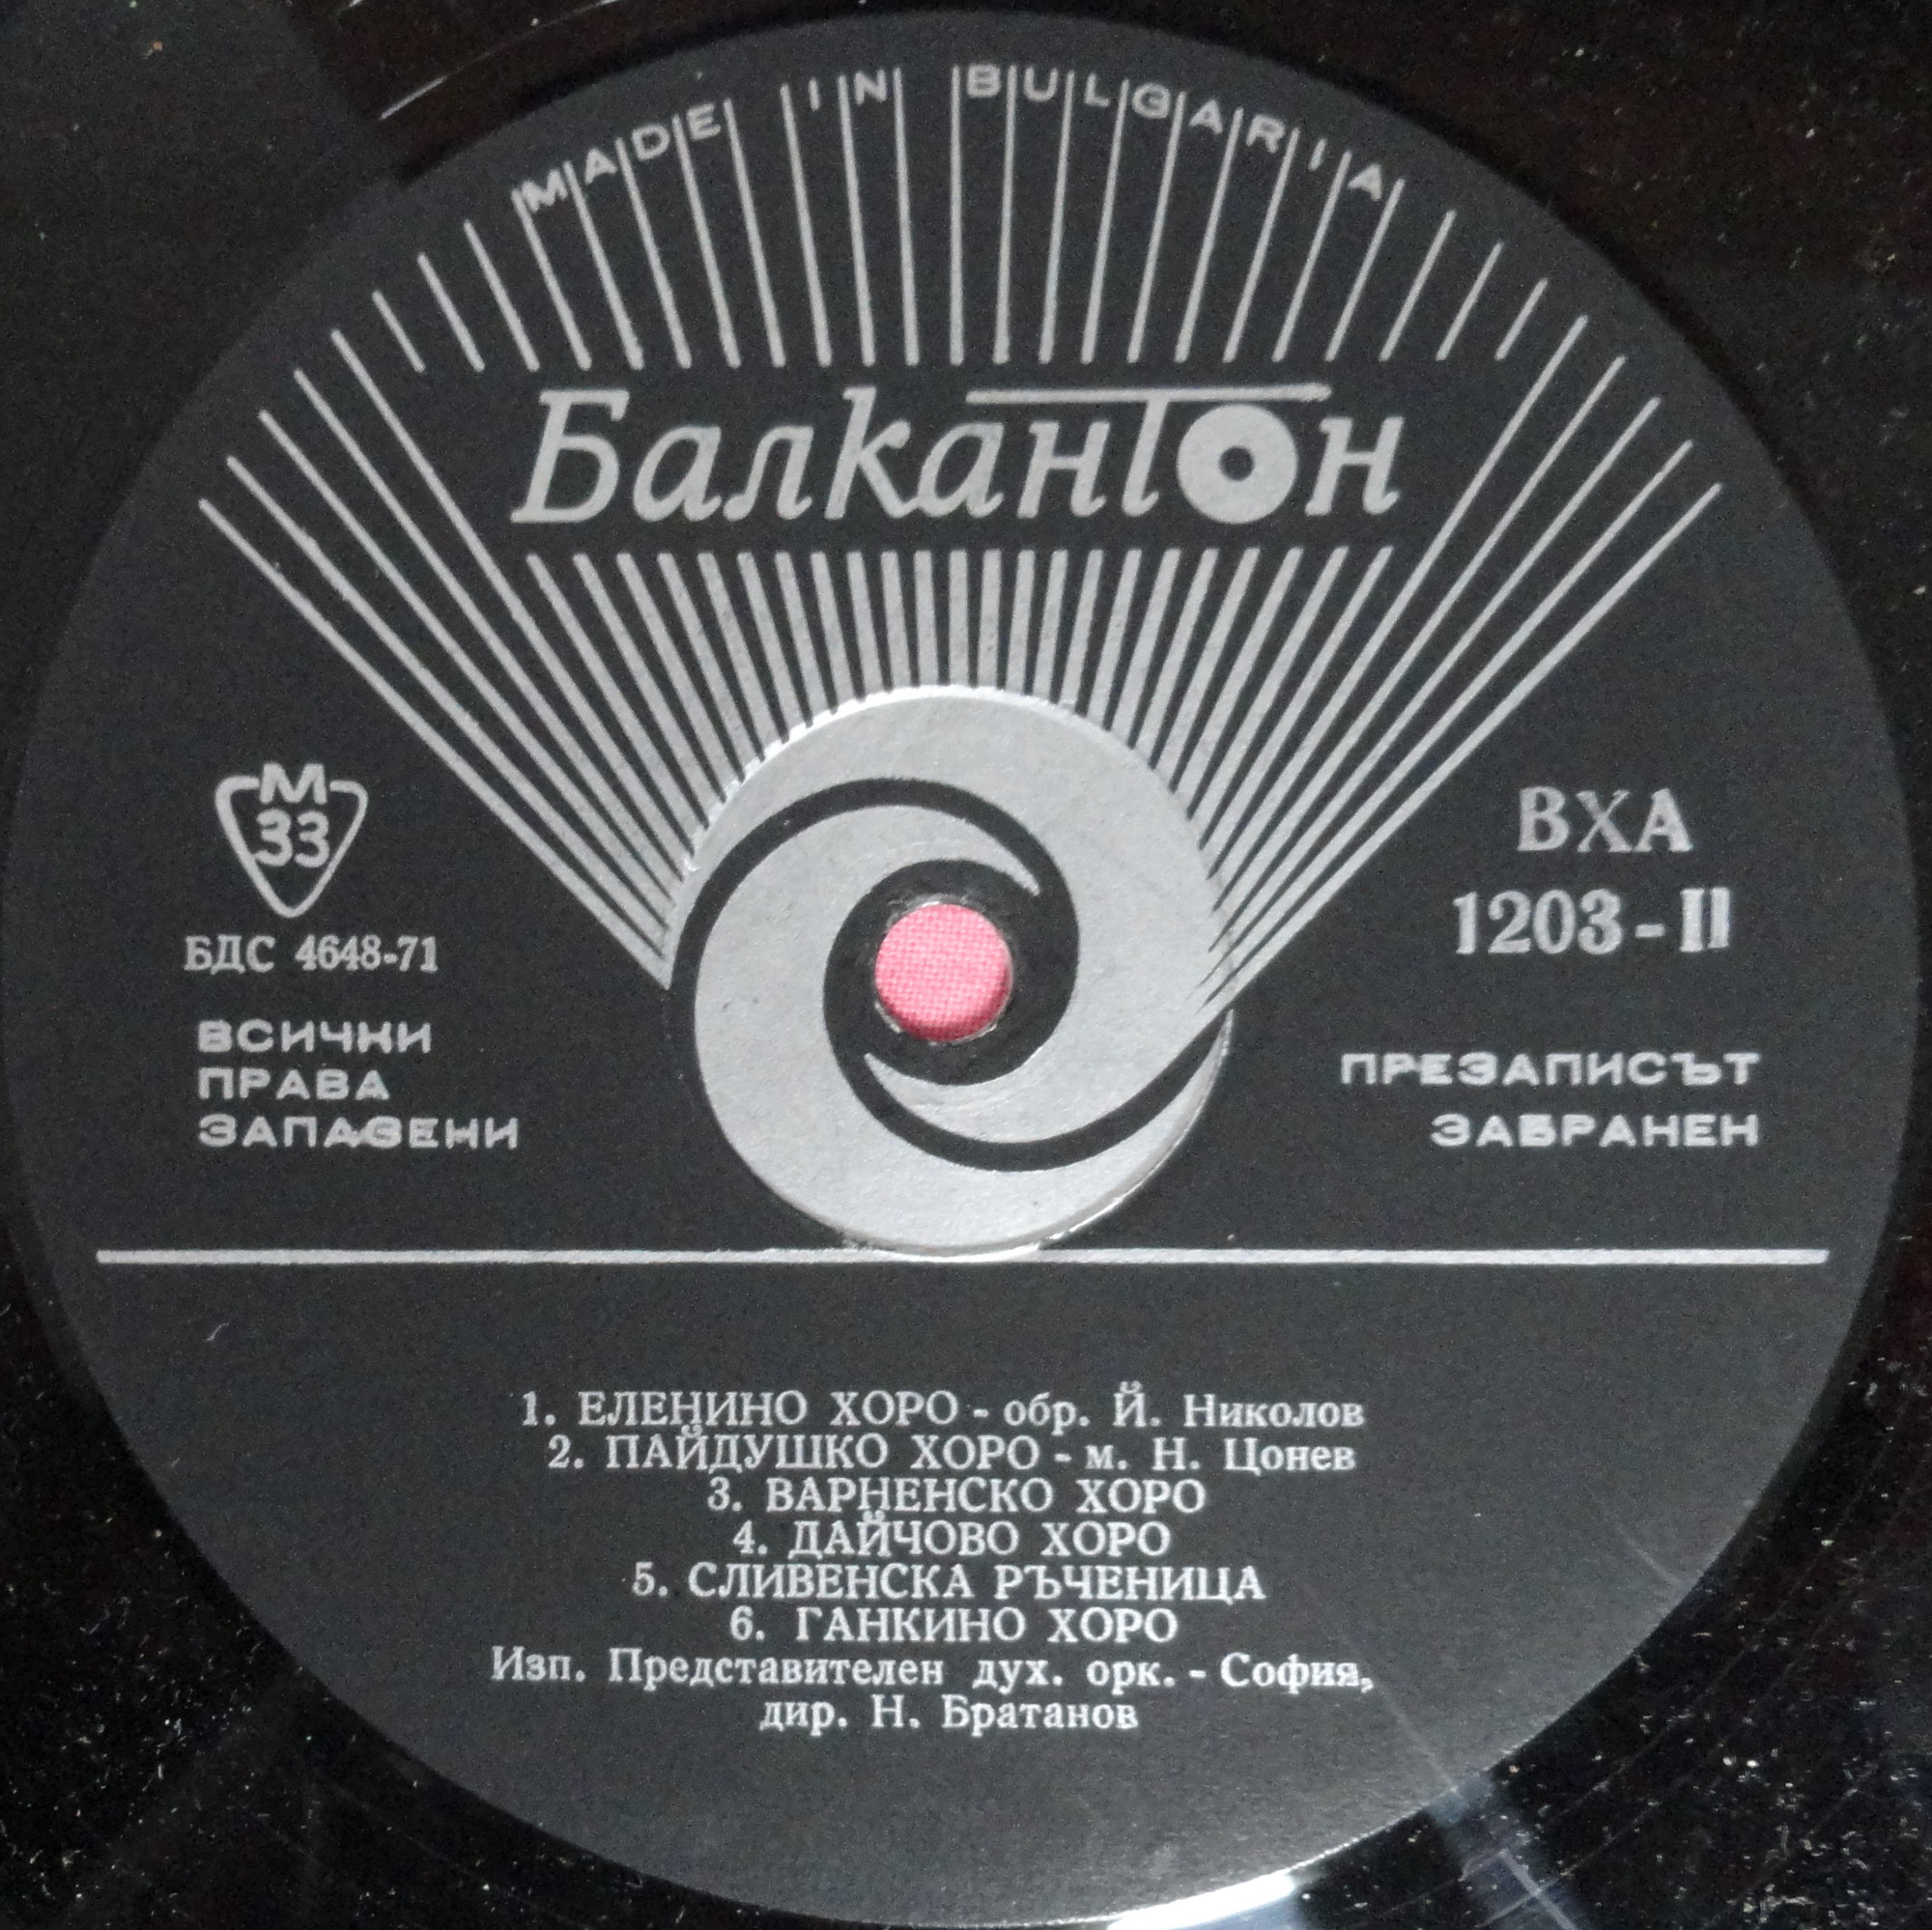 MADE IN BULGARIA
Балкантон
М
33
БДС 4648-71
ВСИЧКИ
ПРАВА
ЗАПАЗЕНИ
ВХА
1203-II
ПРЕЗАПИСЪТ
ЗАБРАНЕН
1. ЕЛЕНИНО ХОРО - обр. Й. Николов
2. ПАЙДУШКО ХОРО - м. Н. Цонев
3. ВАРНЕНСКО ХОРО
4. ДАЙЧОВО ХОРО
5. СЛИВЕНСКА РЪЧЕНИЦА
6. ГАНКИНО ХОРО
Изп. Представителен дух. орк. - София,
дир. Н. Братанов